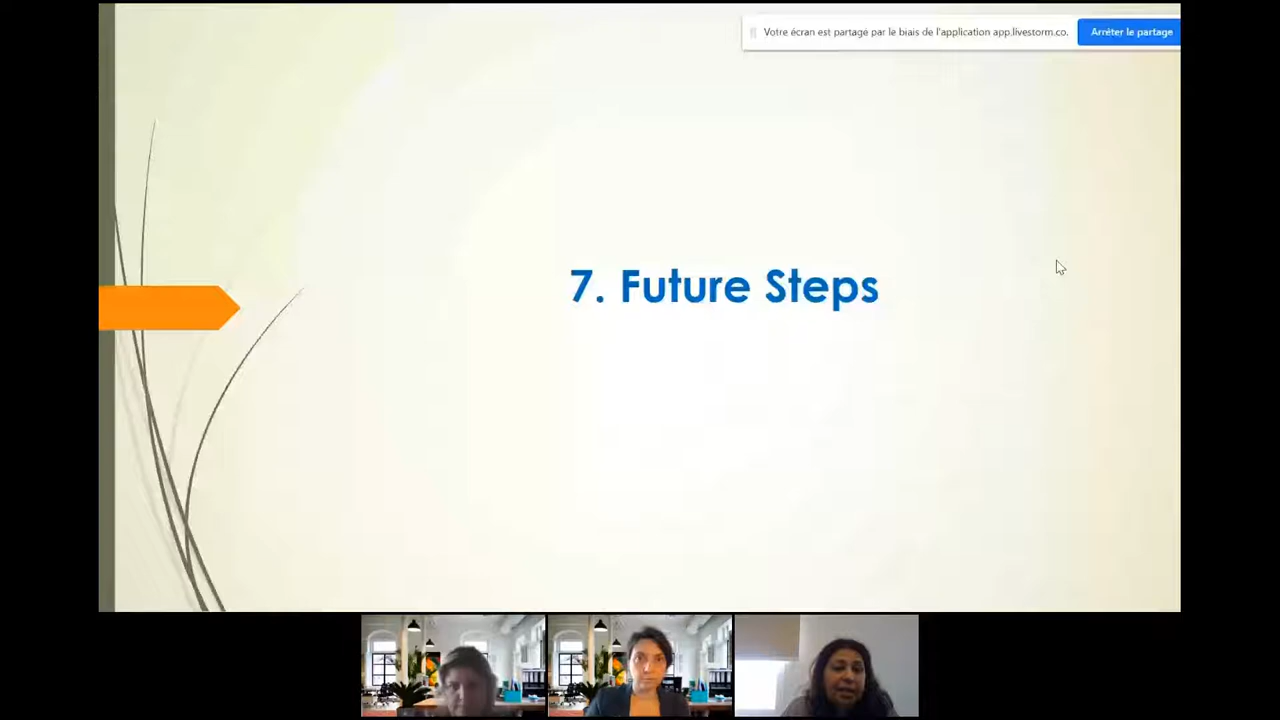 Votre écran est partagé par le biais de l'application app.livestorm.co.
Arrêter le partage
7. Future Steps